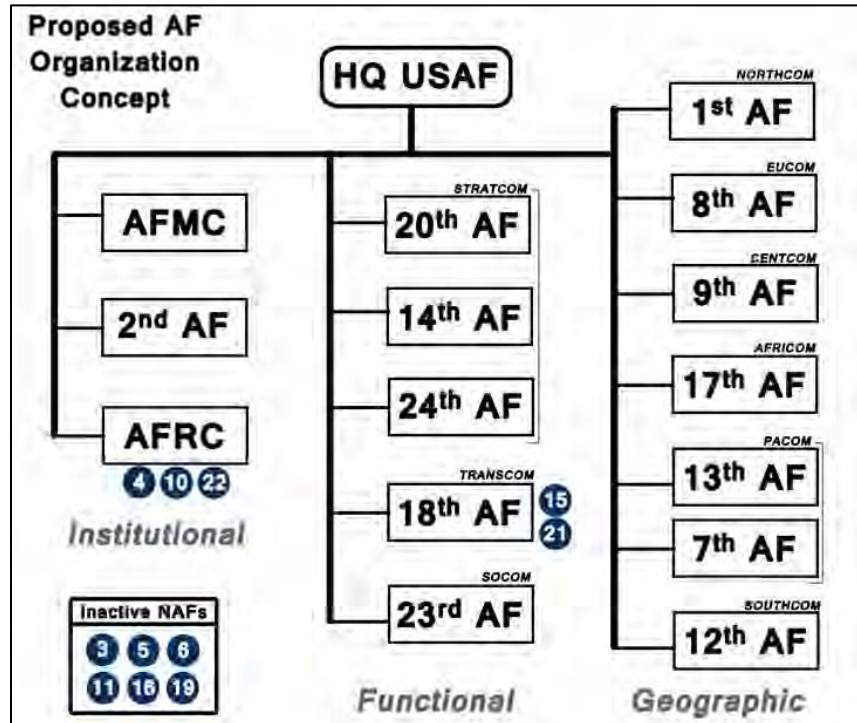 Proposed AF
Organization
Concept
HQ USAF
AFMC
2nd AF
AFRC
4 10 22
Institutional
Inactive NAFs
3 5 6
11 16 19
STRATCOM
20th AF
14th AF
24th AF
TRANSCOM
18th AF
15
21
SOCOM
23rd AF
Functional
NORTHCOM
1st AF
EUCOM
8th AF
CENTCOM
9th AF
AFRICOM
17th AF
PACOM
13th AF
7th AF
SOUTHCOM
12th AF
Geographic